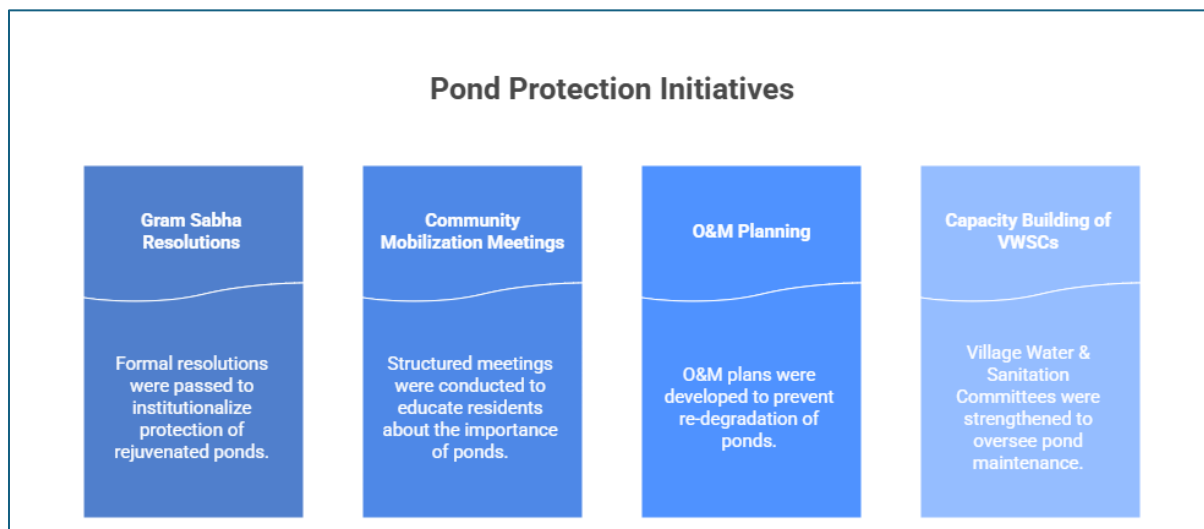 Pond Protection Initiatives
Gram Sabha
Resolutions
Formal resolutions
were passed to
institutionalize
protection of
rejuvenated ponds.
Community
Mobilization Meetings
Structured meetings
were conducted to
educate residents
about the importance
of ponds.
O&M Planning
O&M plans were
developed to prevent
re-degradation of
ponds.
Capacity Building of
VWSCs
Village Water &
Sanitation
Committees were
strengthened to
oversee pond
maintenance.